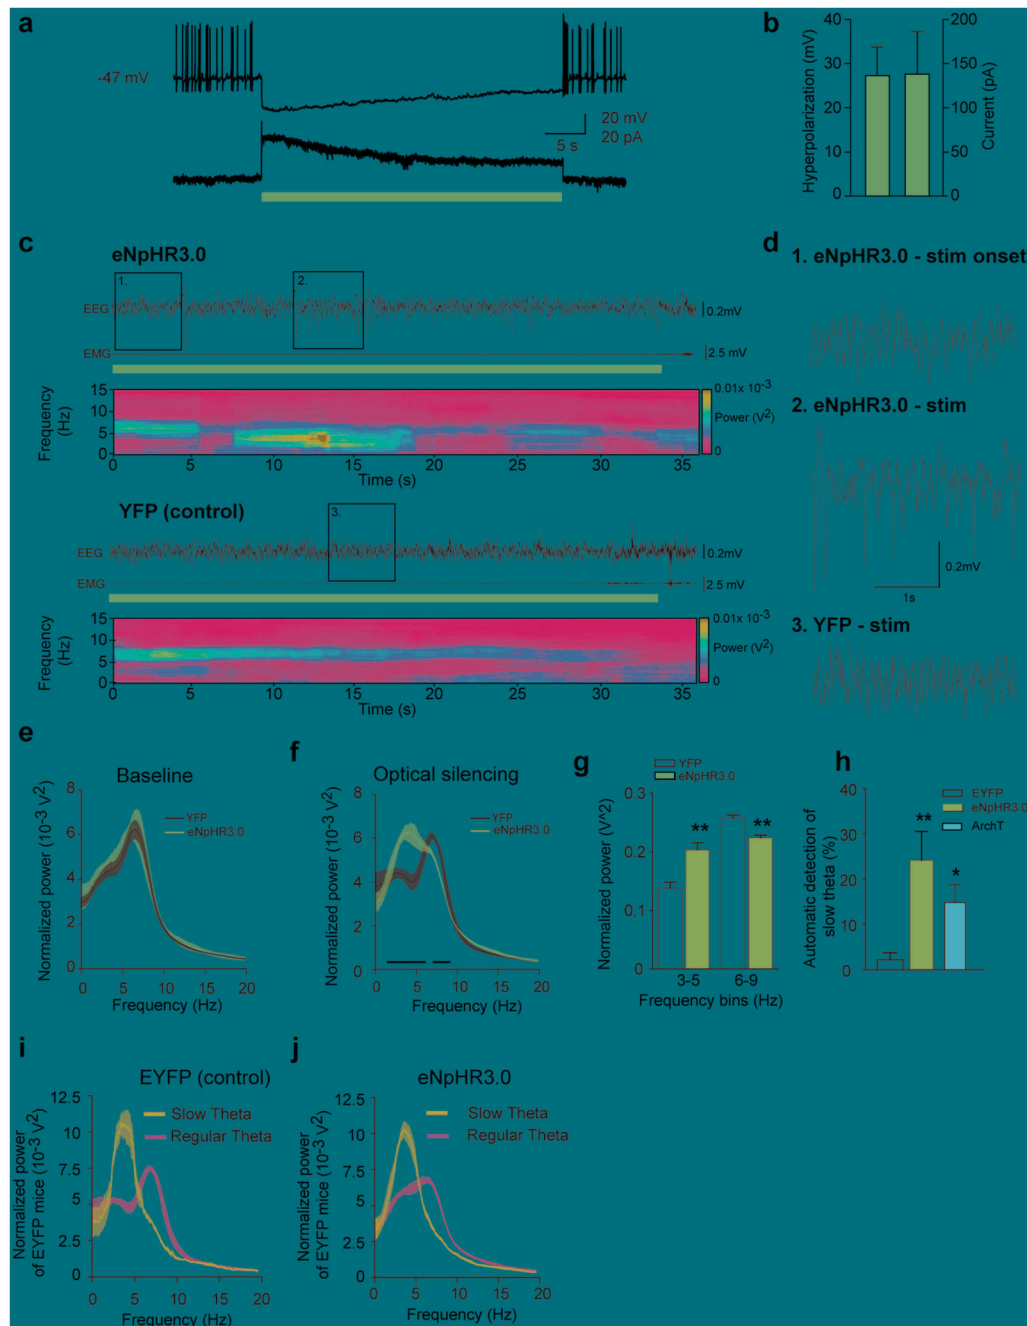 a
-47 mV
20 mV
20 pA
5 s
b
Hyperpolarization (mV)
40
30
20
10
0
200
150
100
50
0
Current (pA)
c
eNpHR3.0
1.
2.
EEG
0.2mV
EMG
2.5 mV
Frequency
(Hz)
15
10
5
0
0
5
10
15
20
25
30
35
Time (s)
0.01x 10-3
Power (V2)
0
YFP (control)
3.
EEG
0.2mV
EMG
2.5 mV
Frequency
(Hz)
15
10
5
0
0
5
10
15
20
25
30
35
Time (s)
0.01x 10-3
Power (V2)
0
d
1. eNpHR3.0 - stim onset
2. eNpHR3.0 - stim
0.2mV
1s
3. YFP - stim
e
Baseline
YFP
eNpHR3.0
Normalized power (10-3 V2)
8
6
4
2
0
0
5
10
15
20
Frequency (Hz)
f
Optical silencing
YFP
eNpHR3.0
Normalized power (10-3 V2)
8
6
4
2
0
0
5
10
15
20
Frequency (Hz)
g
YFP
eNpHR3.0
Normalized power (V^2)
0.3
0.2
0.1
0
**
**
3-5
6-9
Frequency bins (Hz)
h
EYFP
eNpHR3.0
ArchT
Automatic detection of
slow theta (%)
40
30
20
10
0
**
*
i
EYFP (control)
Slow Theta
Regular Theta
Normalized power
of EYFP mice (10-3 V2)
12.5
10
7.5
5
2.5
0
0
5
10
15
20
Frequency (Hz)
j
eNpHR3.0
Slow Theta
Regular Theta
Normalized power
of EYFP mice (10-3 V2)
12.5
10
7.5
5
2.5
0
0
5
10
15
20
Frequency (Hz)